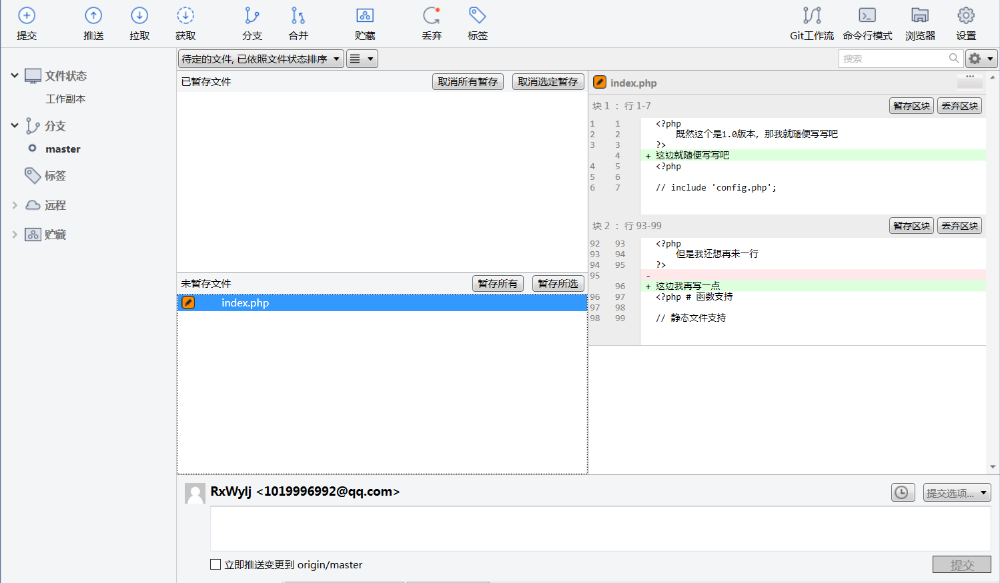 提交 推送 拉取 获取 分支 合并 贮藏 丢弃 标签 Git工作流 命令行模式 浏览器 设置
文件状态
工作副本
分支
master
标签
远程
贮藏
待定的文件, 已依照文件状态排序
搜索
已暂存文件 取消所有暂存 取消选定暂存
未暂存文件 暂存所有 暂存所选
index.php
index.php
块 1 ： 行 1-7 暂存区块 丢弃区块
1 1 <?php
2 2 既然这个是1.0版本，那我就随便写写吧
3 3 ?>
4 + 这边就随便写写吧
4 5 <?php
5 6
6 7 // include 'config.php';
块 2 ： 行 93-99 暂存区块 丢弃区块
92 93 <?php
93 94 但是我还想再来一行
94 95 ?>
95 -
96 + 这边我再写一点
96 97 <?php # 函数支持
97 98
98 99 // 静态文件支持
RxWylj <1019996992@qq.com>
提交选项...
立即推送变更到 origin/master
提交